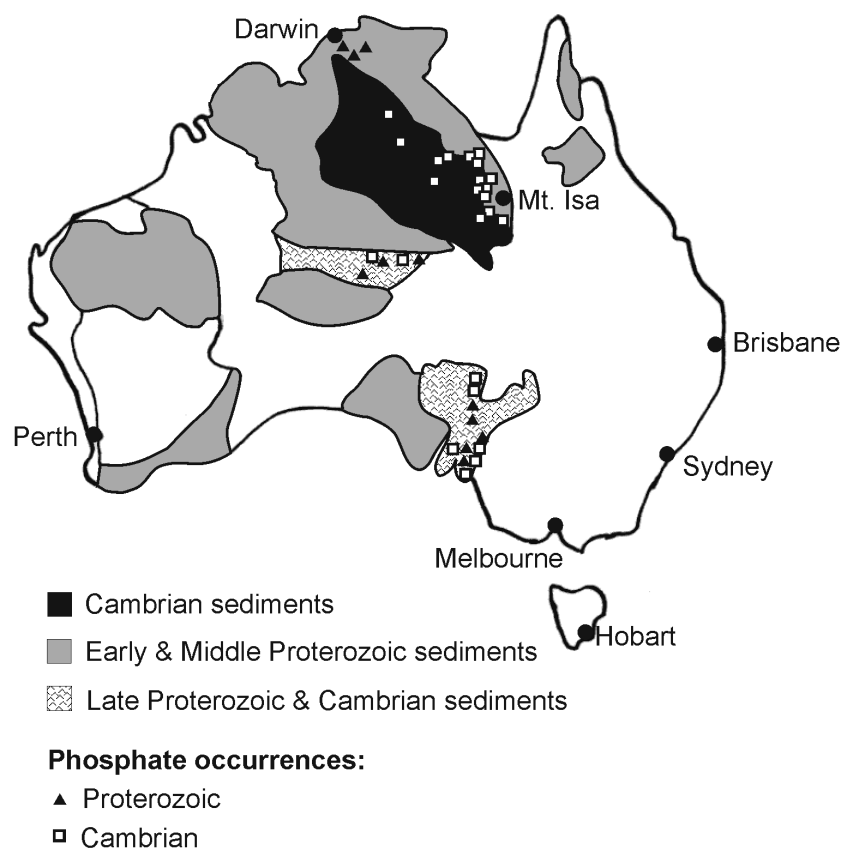 Darwin
Mt. Isa
Brisbane
Perth
Sydney
Melbourne
Hobart
Cambrian sediments
Early & Middle Proterozoic sediments
Late Proterozoic & Cambrian sediments
Phosphate occurrences:
Proterozoic
Cambrian